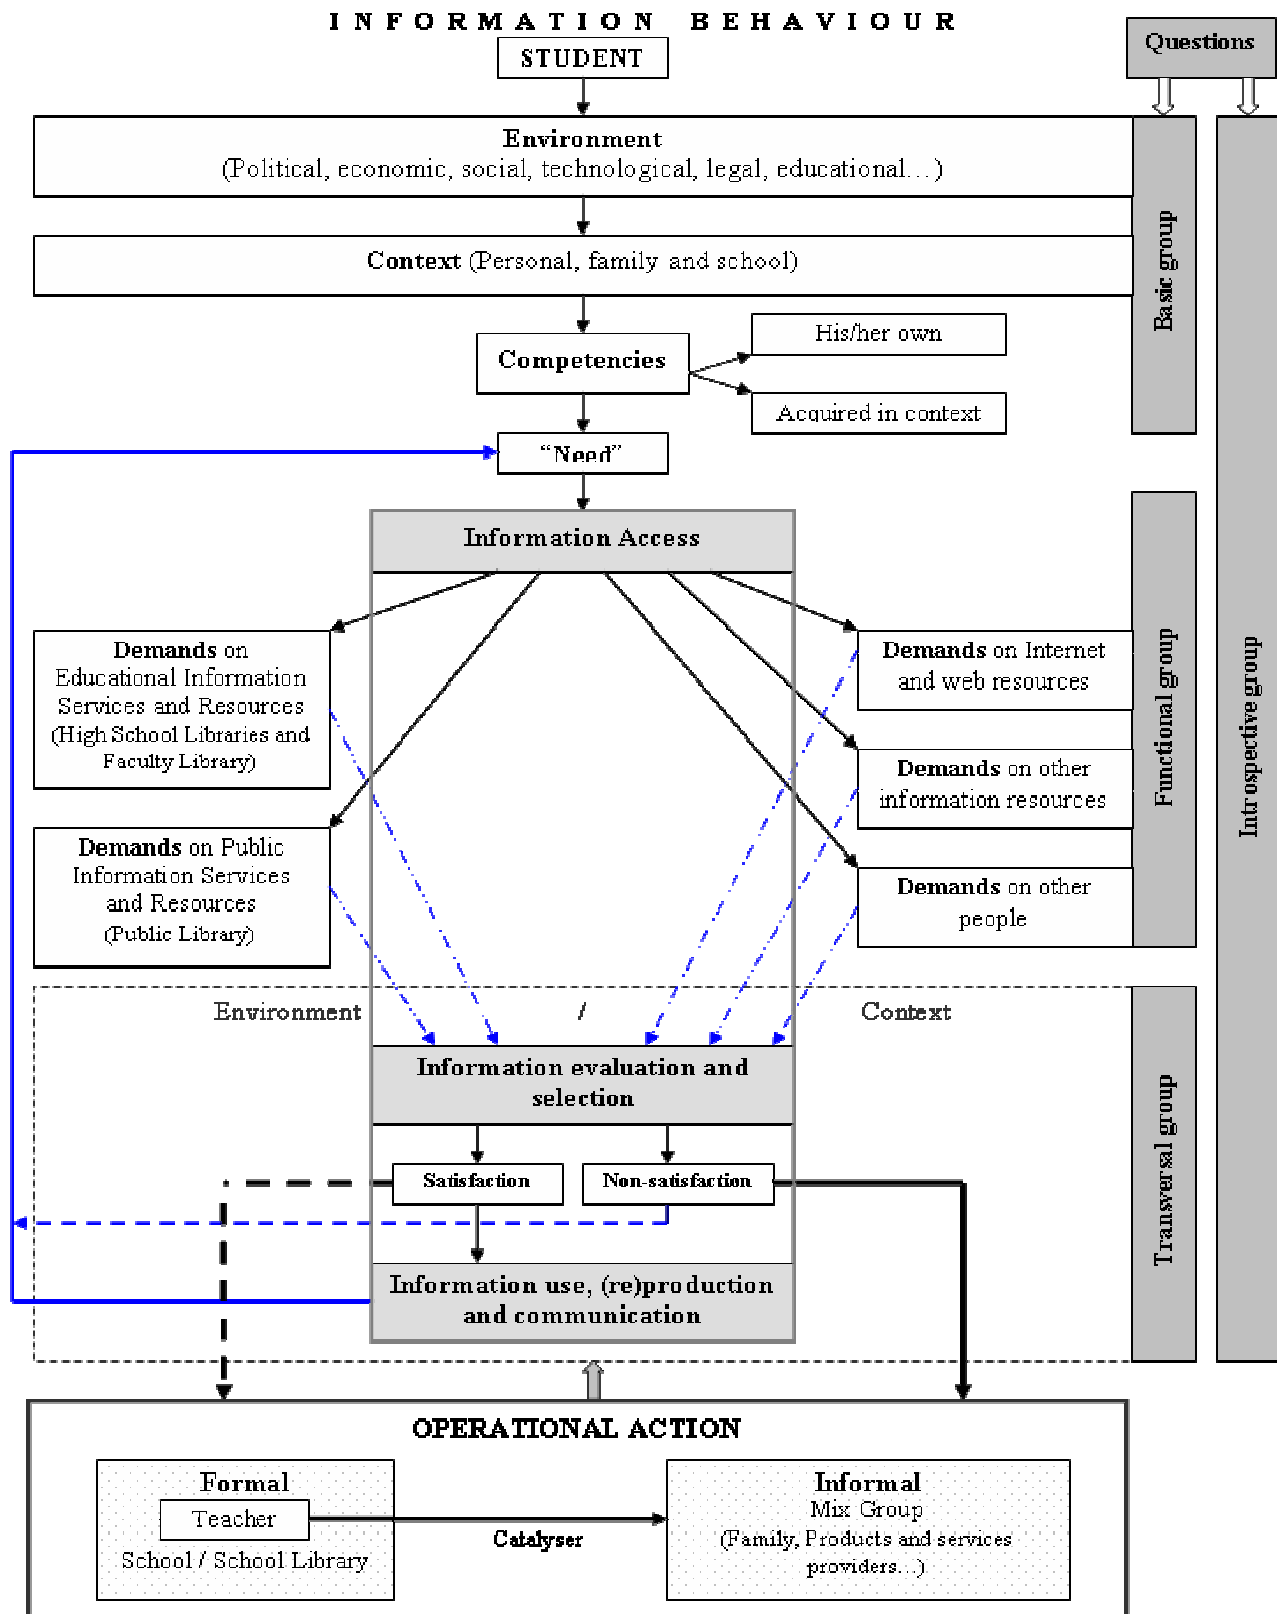 INFORMATION BEHAVIOUR
STUDENT
Questions
Environment
(Political, economic, social, technological, legal, educational…)
Context (Personal, family and school)
Basic group
Competencies
His/her own
Acquired in context
“Need”
Information Access
Demands on
Educational Information
Services and Resources
(High School Libraries and
Faculty Library)
Demands on Public
Information Services
and Resources
(Public Library)
Demands on Internet
and web resources
Demands on other
information resources
Demands on other
people
Functional group
Introspective group
Environment / Context
Information evaluation and
selection
Satisfaction
Non-satisfaction
Information use, (re)production
and communication
Transversal group
OPERATIONAL ACTION
Formal
Teacher
School / School Library
Catalyser
Informal
Mix Group
(Family, Products and services
providers…)